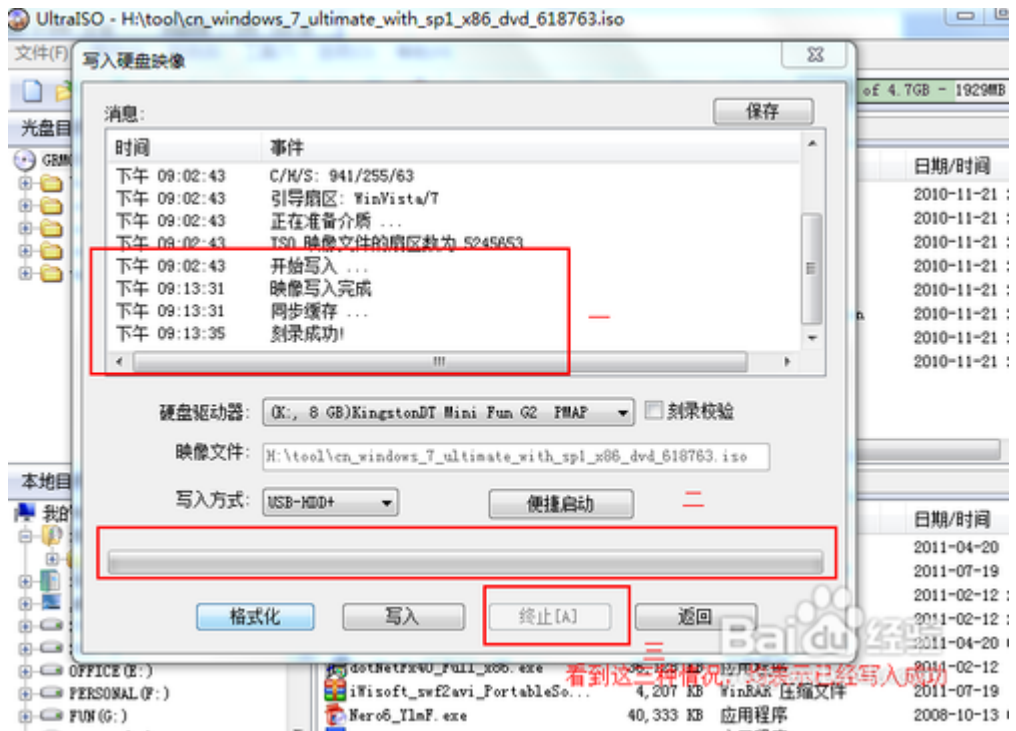 UltraISO - H:\tool\cn_windows_7_ultimate_with_sp1_x86_dvd_618763.iso
文件(F)
写入硬盘映像
of 4.7GB - 1929MB
消息:
保存
光盘目
时间 事件
日期/时间
下午 09:02:43 C/H/S: 941/255/63
下午 09:02:43 引导扇区: WinVista/7
2010-11-21
下午 09:02:43 正在准备介质 ...
2010-11-21
下午 09:02:43 ISO 映像文件的扇区数为 5245653
2010-11-21
下午 09:02:43 开始写入 ...
2010-11-21
下午 09:13:31 映像写入完成
2010-11-21
下午 09:13:31 同步缓存 ...
一
2010-11-21
下午 09:13:35 刻录成功!
2010-11-21
2010-11-21
硬盘驱动器: (K:, 8 GB)KingstonDT Mini Fun G2 PMAP 刻录校验
映像文件: H:\tool\cn_windows_7_ultimate_with_sp1_x86_dvd_618763.iso
本地目
写入方式: USB-HDD+ 便捷启动 二
我的
日期/时间
2011-04-20
2011-07-19
2011-02-12
格式化 写入 终止[A] 返回
2011-02-12
Baidu 经验
三
2011-04-20
OFFICE(E:)
dotNetFx40_Full_x86.exe
应用程序
2011-02-12
看到这三种情况,
已经写入成功
PERSONAL(F:)
iWisoft_swf2avi_PortableSo... 4,207 KB WinRAR 压缩文件 2011-07-19
FUN(G:)
Nero6_YlmF.exe 40,333 KB 应用程序 2008-10-13